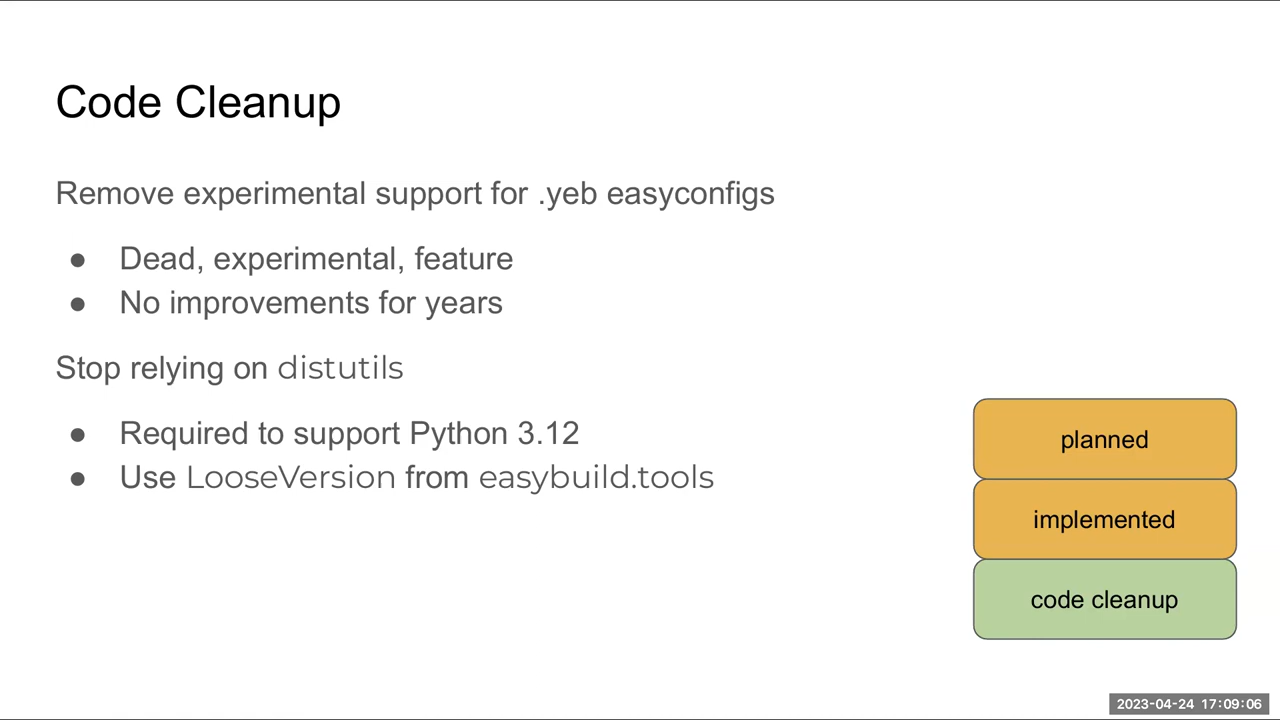 Code Cleanup
Remove experimental support for .yeb easyconfigs
● Dead, experimental, feature
● No improvements for years
Stop relying on distutils
● Required to support Python 3.12
● Use LooseVersion from easybuild.tools
planned
implemented
code cleanup
2023-04-24 17:09:06